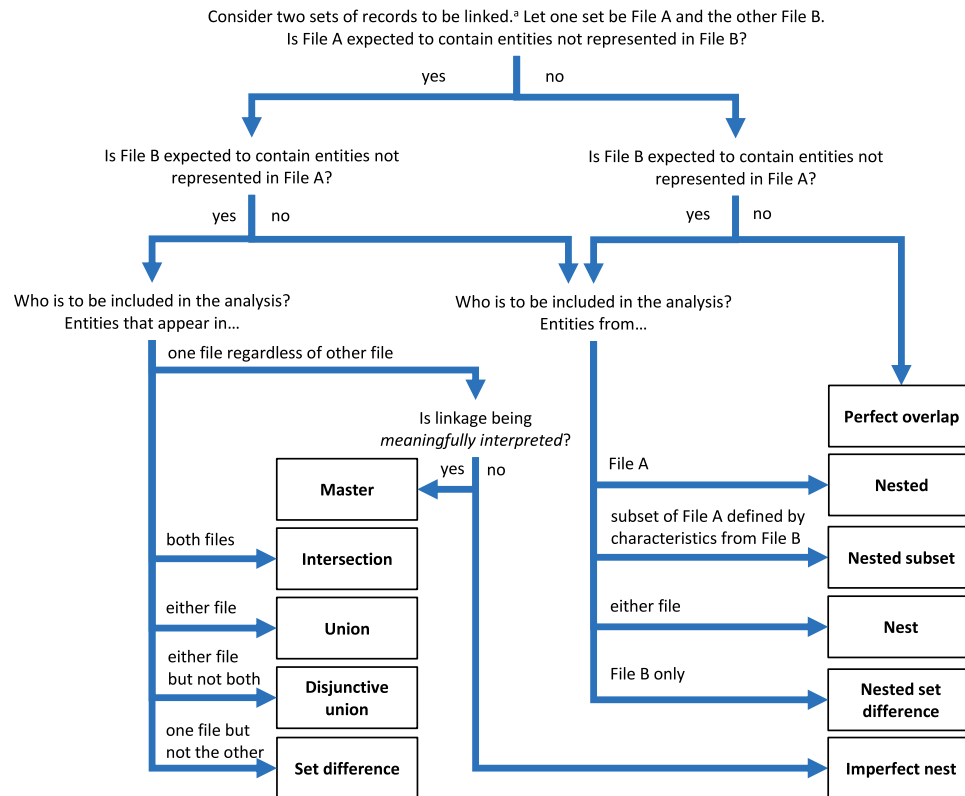 Consider two sets of records to be linked.ᵃ Let one set be File A and the other File B.
Is File A expected to contain entities not represented in File B?
yes
no
Is File B expected to contain entities not
represented in File A?
Is File B expected to contain entities not
represented in File A?
yes
no
yes
no
Who is to be included in the analysis?
Entities that appear in…
Who is to be included in the analysis?
Entities from…
one file regardless of other file
Is linkage being
meaningfully interpreted?
yes
no
Perfect overlap
Master
File A
Nested
both files
Intersection
subset of File A defined by
characteristics from File B
Nested subset
either file
Union
either file
Nest
either file
but not both
Disjunctive
union
File B only
Nested set
difference
one file but
not the other
Set difference
Imperfect nest